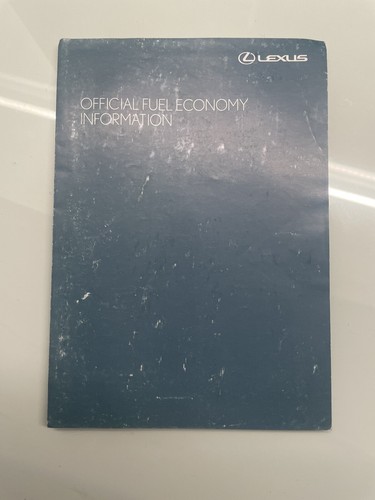 LEXUS
OFFICIAL FUEL ECONOMY
INFORMATION